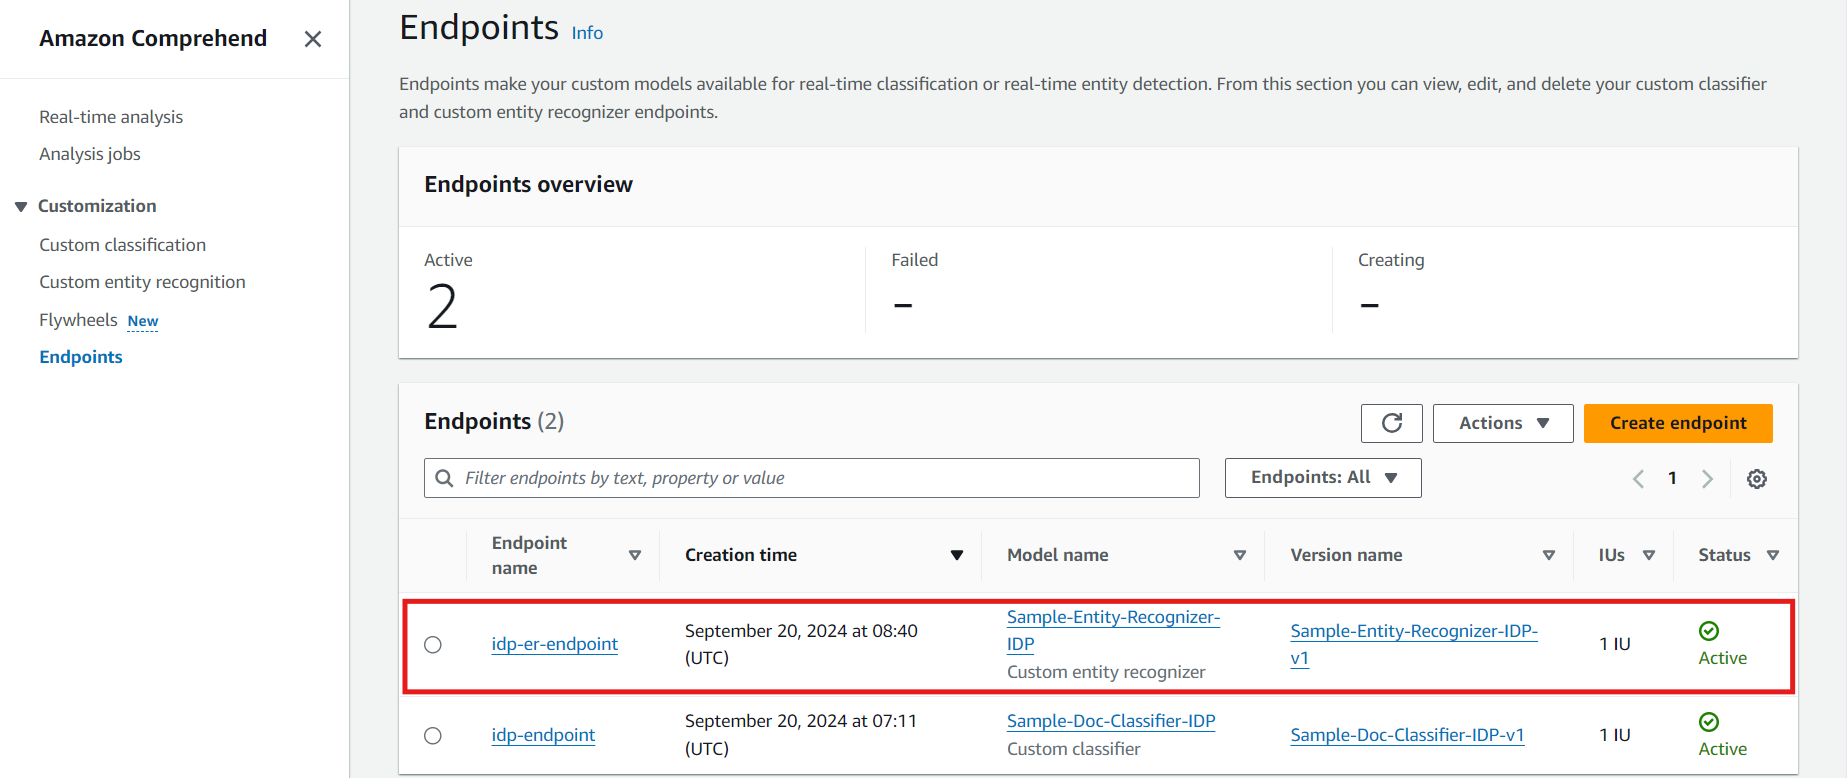 Amazon Comprehend
Real-time analysis
Analysis jobs
Customization
Custom classification
Custom entity recognition
Flywheels New
Endpoints
Endpoints Info
Endpoints make your custom models available for real-time classification or real-time entity detection. From this section you can view, edit, and delete your custom classifier
and custom entity recognizer endpoints.
Endpoints overview
Active
2
Failed
–
Creating
–
Endpoints (2)
Actions
Create endpoint
Filter endpoints by text, property or value
Endpoints: All
1
Endpoint
name
Creation time
Model name
Version name
IUs
Status
idp-er-endpoint
September 20, 2024 at 08:40
(UTC)
Sample-Entity-Recognizer-
IDP
Custom entity recognizer
Sample-Entity-Recognizer-IDP-
v1
1 IU
Active
idp-endpoint
September 20, 2024 at 07:11
(UTC)
Sample-Doc-Classifier-IDP
Custom classifier
Sample-Doc-Classifier-IDP-v1
1 IU
Active